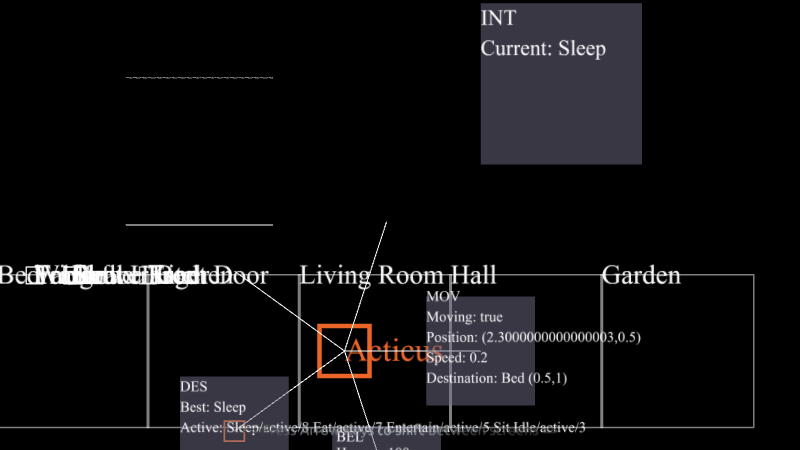 INT
Current: Sleep
Door
Living Room
Hall
Garden
MOV
Moving: true
Acticus
Position: (2.3000000000000003,0.5)
Speed: 0.2
Destination: Bed (0.5,1)
DES
Best: Sleep
Active: Sleep/active/8 Eat/active/7 Entertain/active/5 Sit Idle/active/3
BEL